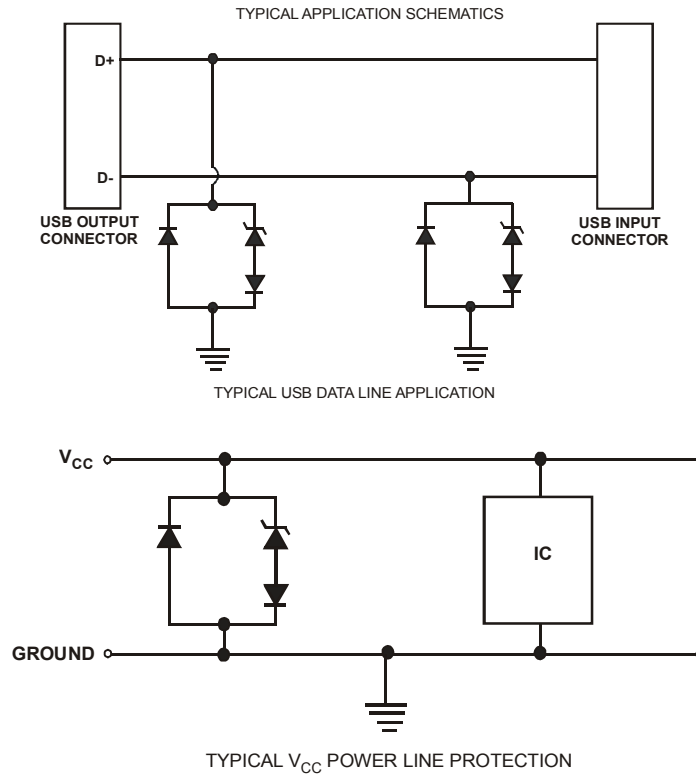 TYPICAL APPLICATION SCHEMATICS
D+
D-
USB OUTPUT
CONNECTOR
USB INPUT
CONNECTOR
TYPICAL USB DATA LINE APPLICATION
VCC
IC
GROUND
TYPICAL VCC POWER LINE PROTECTION